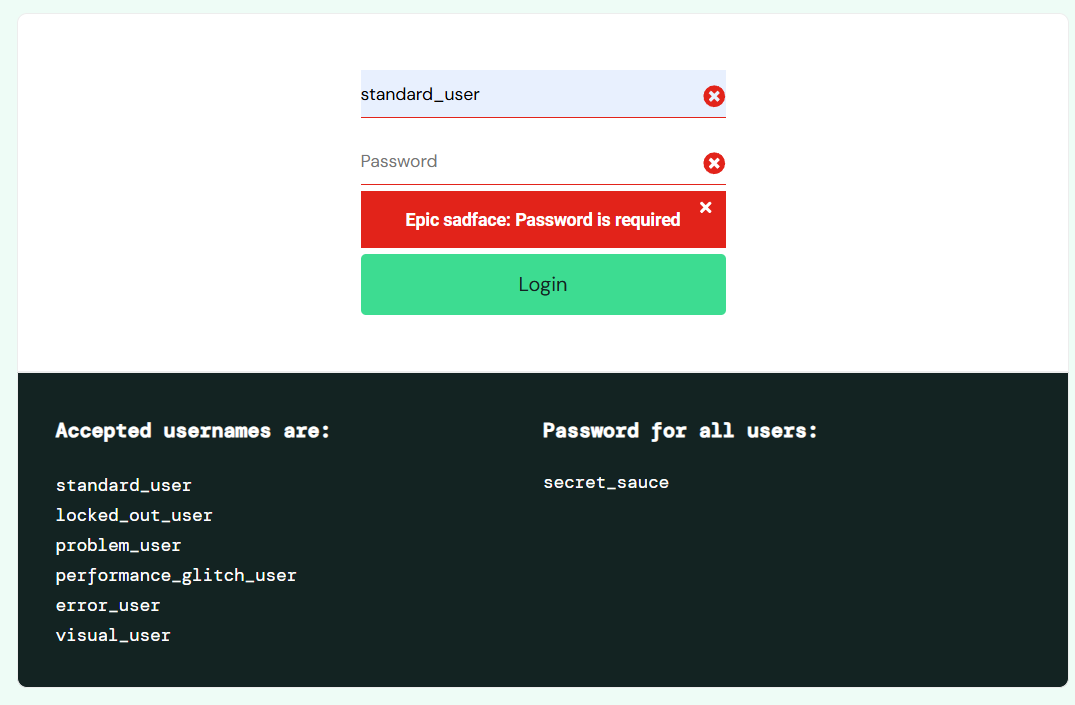 standard_user
Password
Epic sadface: Password is required
Login
Accepted usernames are:
standard_user
locked_out_user
problem_user
performance_glitch_user
error_user
visual_user
Password for all users:
secret_sauce